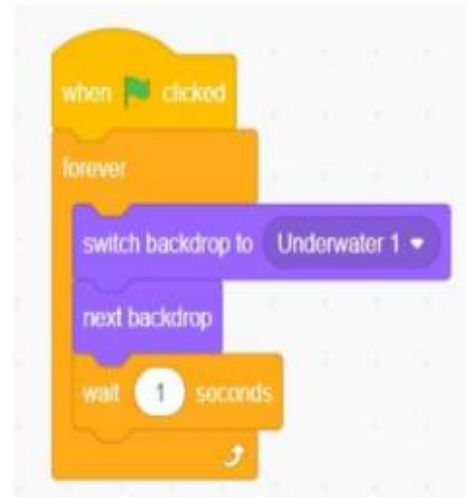 when clicked
forever
switch backdrop to Underwater 1
next backdrop
wait 1 seconds